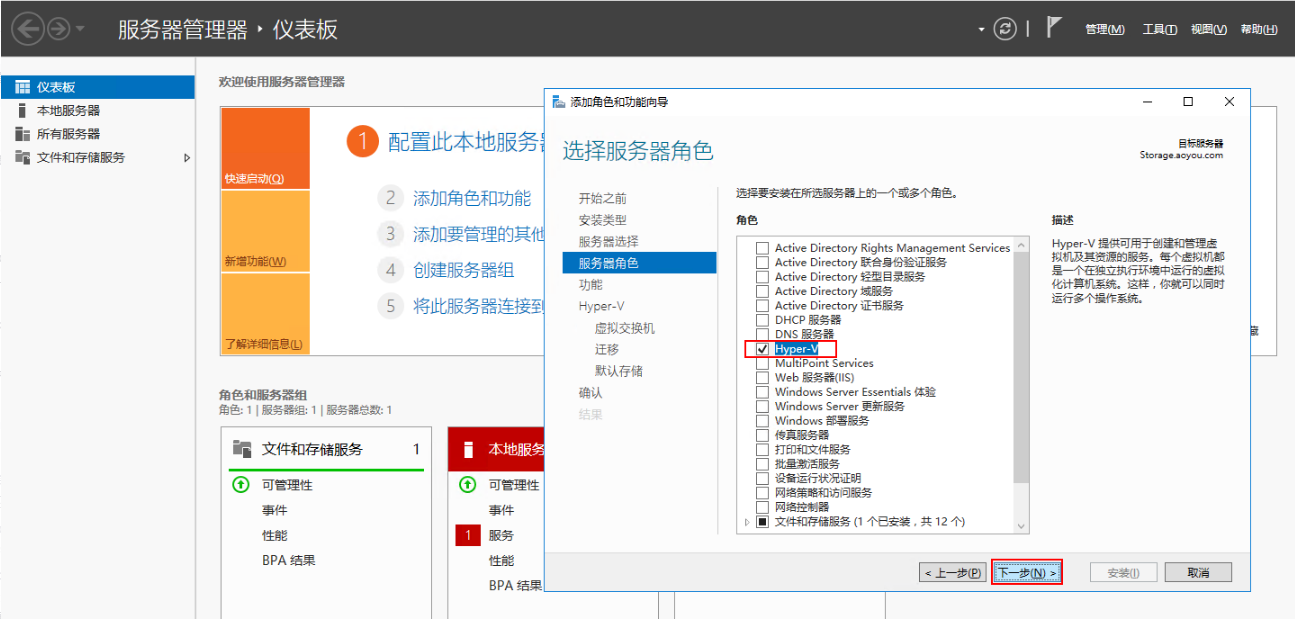 服务器管理器 · 仪表板
管理(M) 工具(T) 视图(V) 帮助(H)
仪表板
本地服务器
所有服务器
文件和存储服务
欢迎使用服务器管理器
快速启动(Q)
新增功能(W)
了解详细信息(L)
1 配置此本地服务
2 添加角色和功能
3 添加要管理的其他
4 创建服务器组
5 将此服务器连接到
角色和服务器组
角色: 1 | 服务器组: 1 | 服务器总数: 1
文件和存储服务 1
可管理性
事件
性能
BPA 结果
本地服务
可管理性
事件
1 服务
性能
BPA 结果
添加角色和功能向导
选择服务器角色
目标服务器
Storage.aoyou.com
开始之前
安装类型
服务器选择
服务器角色
功能
Hyper-V
虚拟交换机
迁移
默认存储
确认
结果
选择要安装在所选服务器上的一个或多个角色。
角色
Active Directory Rights Management Services
Active Directory 联合身份验证服务
Active Directory 轻型目录服务
Active Directory 域服务
Active Directory 证书服务
DHCP 服务器
DNS 服务器
Hyper-V
MultiPoint Services
Web 服务器(IIS)
Windows Server Essentials 体验
Windows Server 更新服务
Windows 部署服务
传真服务器
打印和文件服务
批量激活服务
设备运行状况证明
网络策略和访问服务
网络控制器
文件和存储服务 (1 个已安装，共 12 个)
描述
Hyper-V 提供可用于创建和管理虚
拟机及其资源的服务。每个虚拟机都
是一个在独立执行环境中运行的虚拟
化计算机系统。这样，你就可以同时
运行多个操作系统。
< 上一步(P) 下一步(N) > 安装(I) 取消